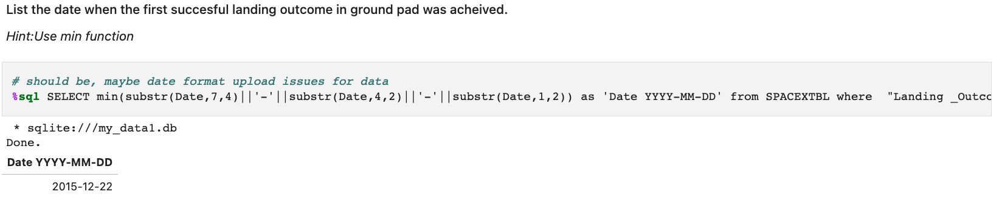 List the date when the first succesful landing outcome in ground pad was acheived.
Hint:Use min function
# should be, maybe date format upload issues for data
%sql SELECT min(substr(Date,7,4)||'-'||substr(Date,4,2)||'-'||substr(Date,1,2)) as 'Date YYYY-MM-DD' from SPACEXTBL where  "Landing _Outco
 * sqlite:///my_data1.db
Done.
Date YYYY-MM-DD
2015-12-22